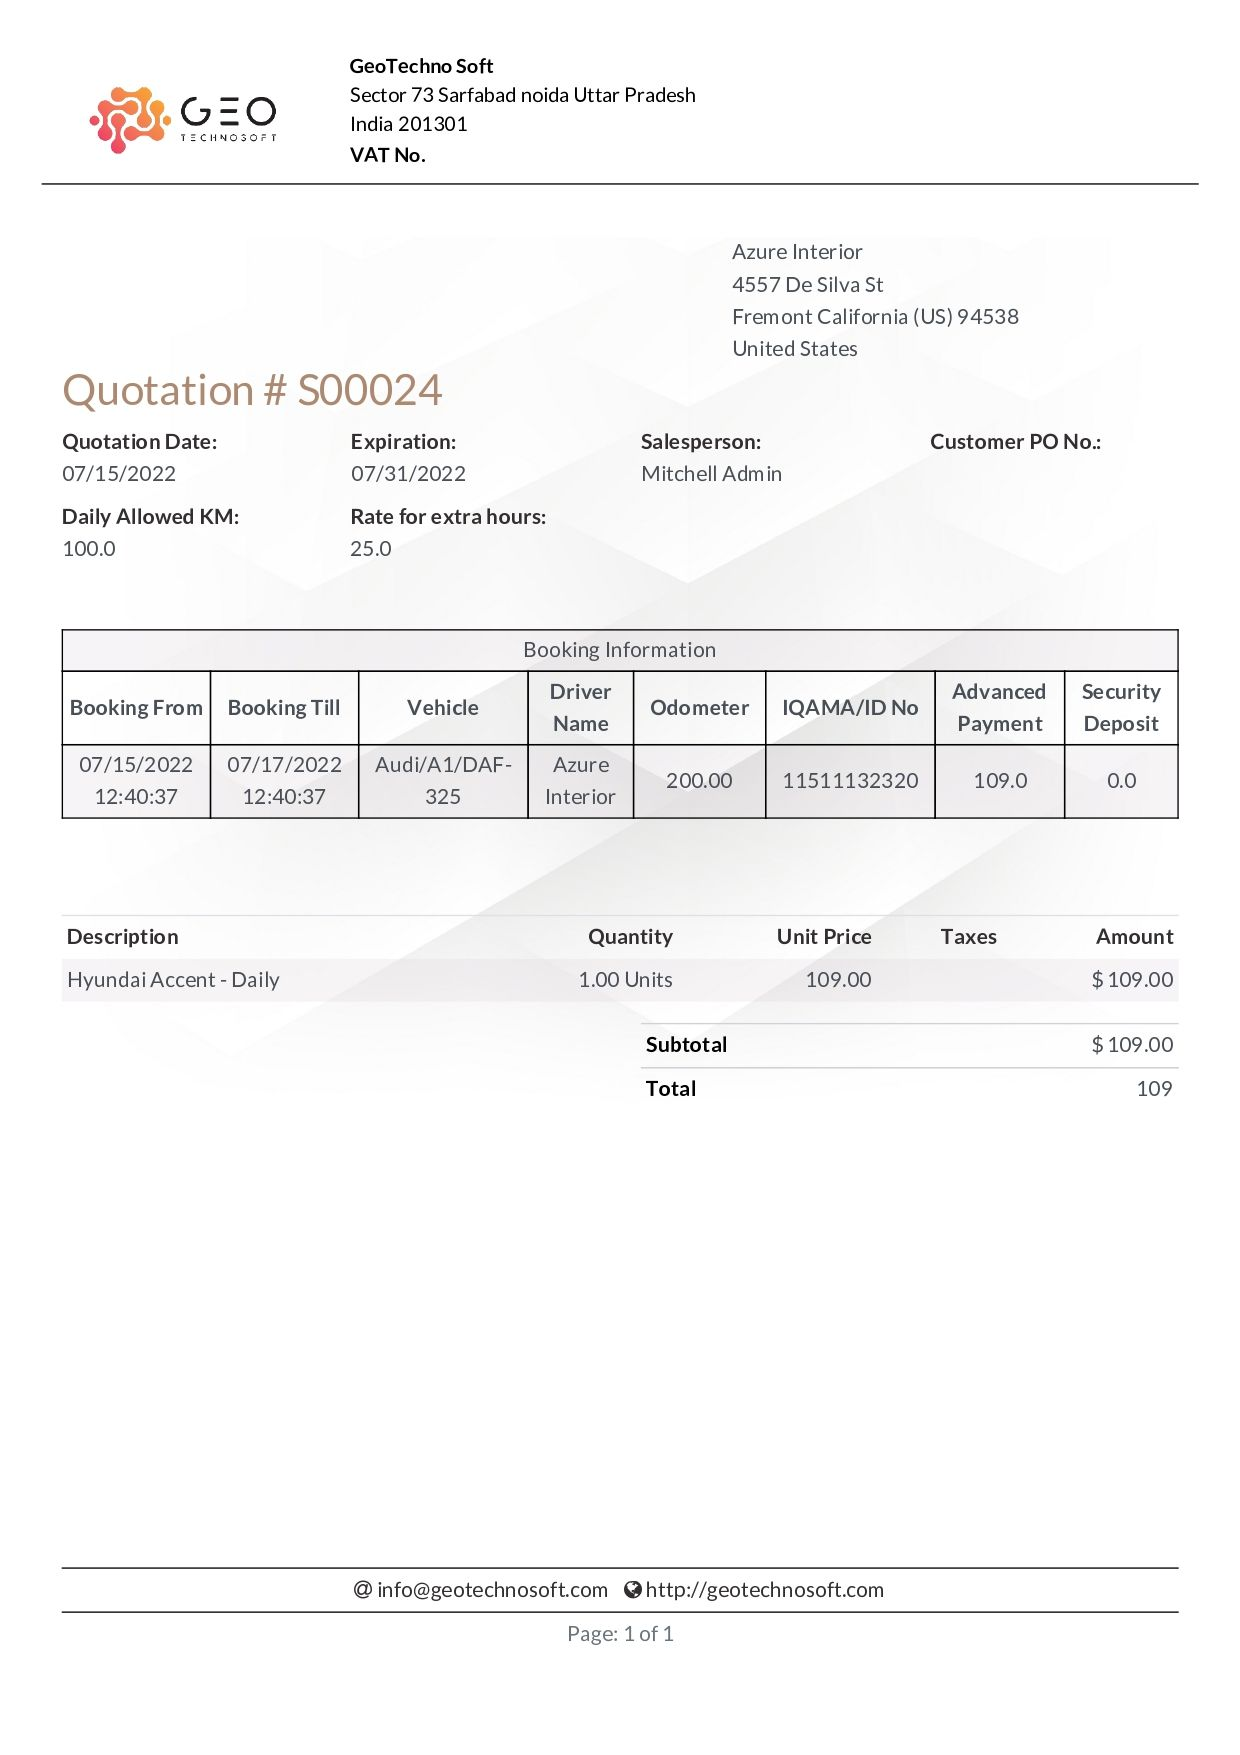 GEO
TECHNOSOFT
GeoTechno Soft
Sector 73 Sarfabad noida Uttar Pradesh
India 201301
VAT No.
Azure Interior
4557 De Silva St
Fremont California (US) 94538
United States
Quotation # S00024
Quotation Date: Expiration: Salesperson: Customer PO No.:
07/15/2022 07/31/2022 Mitchell Admin
Daily Allowed KM: Rate for extra hours:
100.0 25.0
Booking Information
Booking From Booking Till Vehicle Driver Name Odometer IQAMA/ID No Advanced Payment Security Deposit
07/15/2022 12:40:37 07/17/2022 12:40:37 Audi/A1/DAF-325 Azure Interior 200.00 11511132320 109.0 0.0
Description Quantity Unit Price Taxes Amount
Hyundai Accent - Daily 1.00 Units 109.00 $ 109.00
Subtotal $ 109.00
Total 109
@ info@geotechnosoft.com http://geotechnosoft.com
Page: 1 of 1